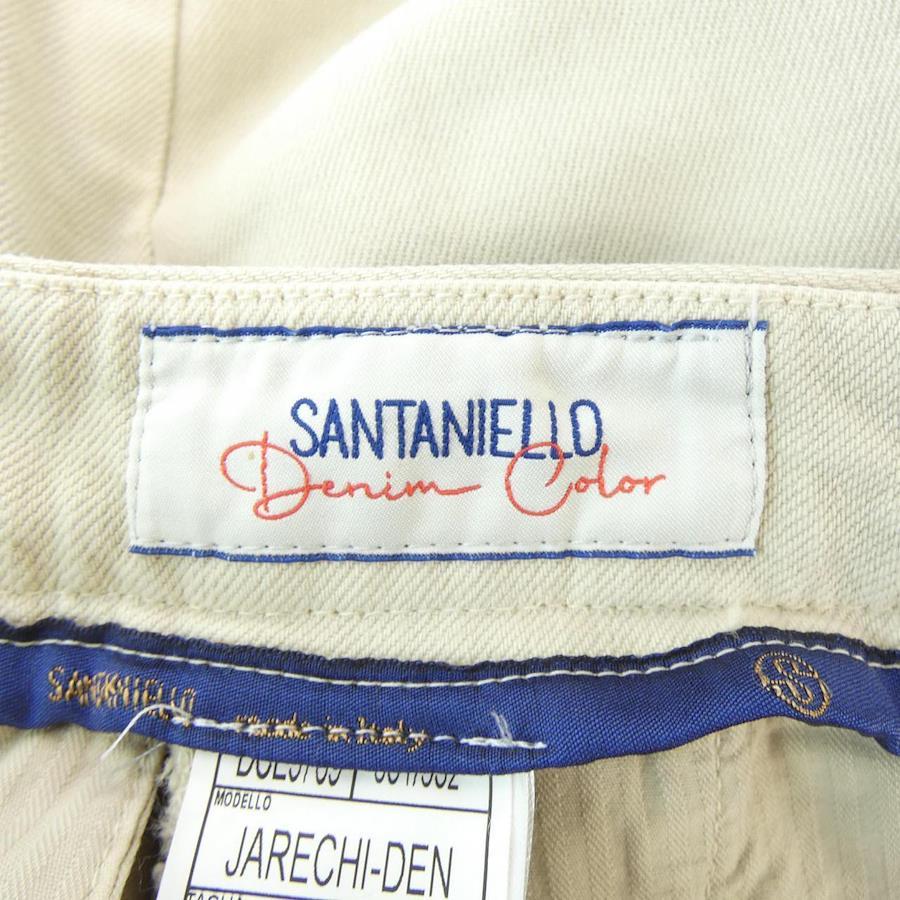 SANTANIELLO
Denim Color
SANTANIELLO made in Italy
MODELLO
JARECHI-DEN